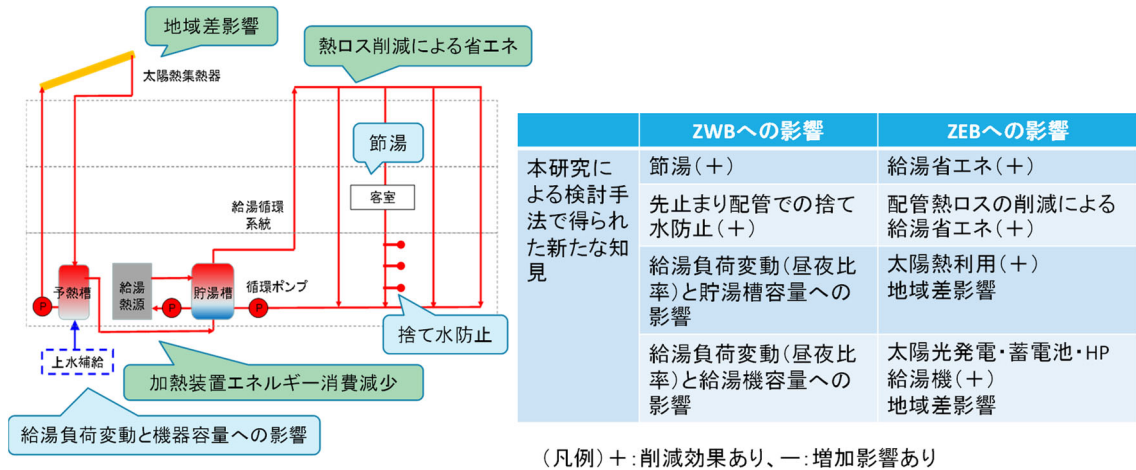 地域差影響
熱ロス削減による省エネ
太陽熱集熱器
節湯
客室
給湯循環
系統
予熱槽
給湯
熱源
貯湯槽
循環ポンプ
P
P
P
捨て水防止
上水補給
加熱装置エネルギー消費減少
給湯負荷変動と機器容量への影響
ZWBへの影響
ZEBへの影響
本研究に
よる検討手
法で得られ
た新たな知
見
節湯(+)
給湯省エネ(+)
先止まり配管での捨て
水防止(+)
配管熱ロスの削減による
給湯省エネ(+)
給湯負荷変動(昼夜比
率)と貯湯槽容量への
影響
太陽熱利用(+)
地域差影響
給湯負荷変動(昼夜比
率)と給湯機容量への
影響
太陽光発電・蓄電池・HP
給湯機(+)
地域差影響
(凡例)+:削減効果あり、―:増加影響あり